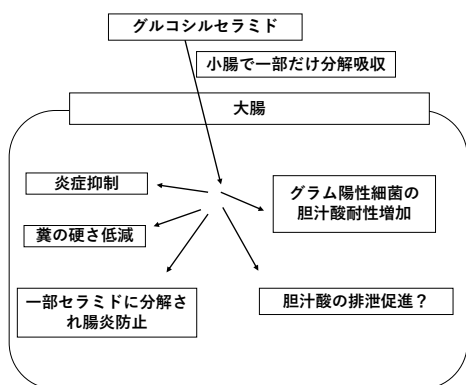 グルコシルセラミド
小腸で一部だけ分解吸収
大腸
炎症抑制
グラム陽性細菌の
胆汁酸耐性増加
糞の硬さ低減
一部セラミドに分解さ
れ腸炎防止
胆汁酸の排泄促進？